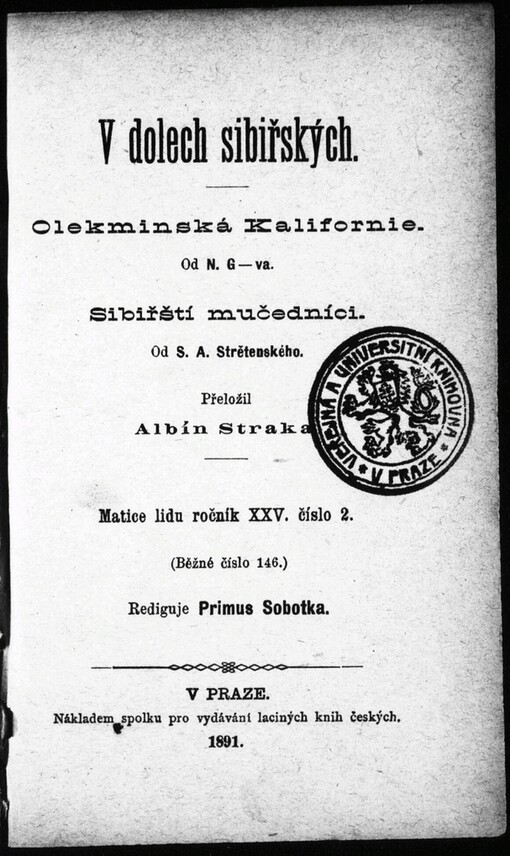 V dolech sibiřských.
Olekminská Kalifornie.
Od N. G—va.
Sibiřští mučedníci.
Od S. A. Strětenského.
Přeložil
Albín Straka
VEŘEJNÁ A UNIVERSITNÍ KNIHOVNA
* V PRAZE *
Matice lidu ročník XXV. číslo 2.
(Běžné číslo 146.)
Rediguje Primus Sobotka.
V PRAZE.
Nákladem spolku pro vydávání laciných knih českých.
1891.